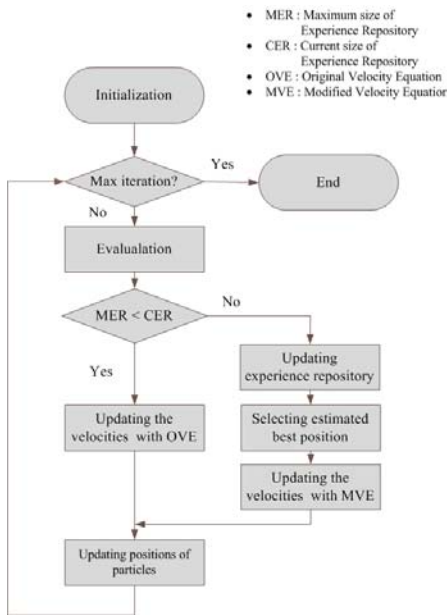 • MER : Maximum size of
Experience Repository
• CER : Current size of
Experience Repository
• OVE : Original Velocity Equation
• MVE : Modified Velocity Equation
Initialization
Max iteration?
Yes
End
No
Evalualation
MER < CER
No
Yes
Updating
experience repository
Updating the
velocities with OVE
Selecting estimated
best position
Updating the
velocities with MVE
Updating positions of
particles